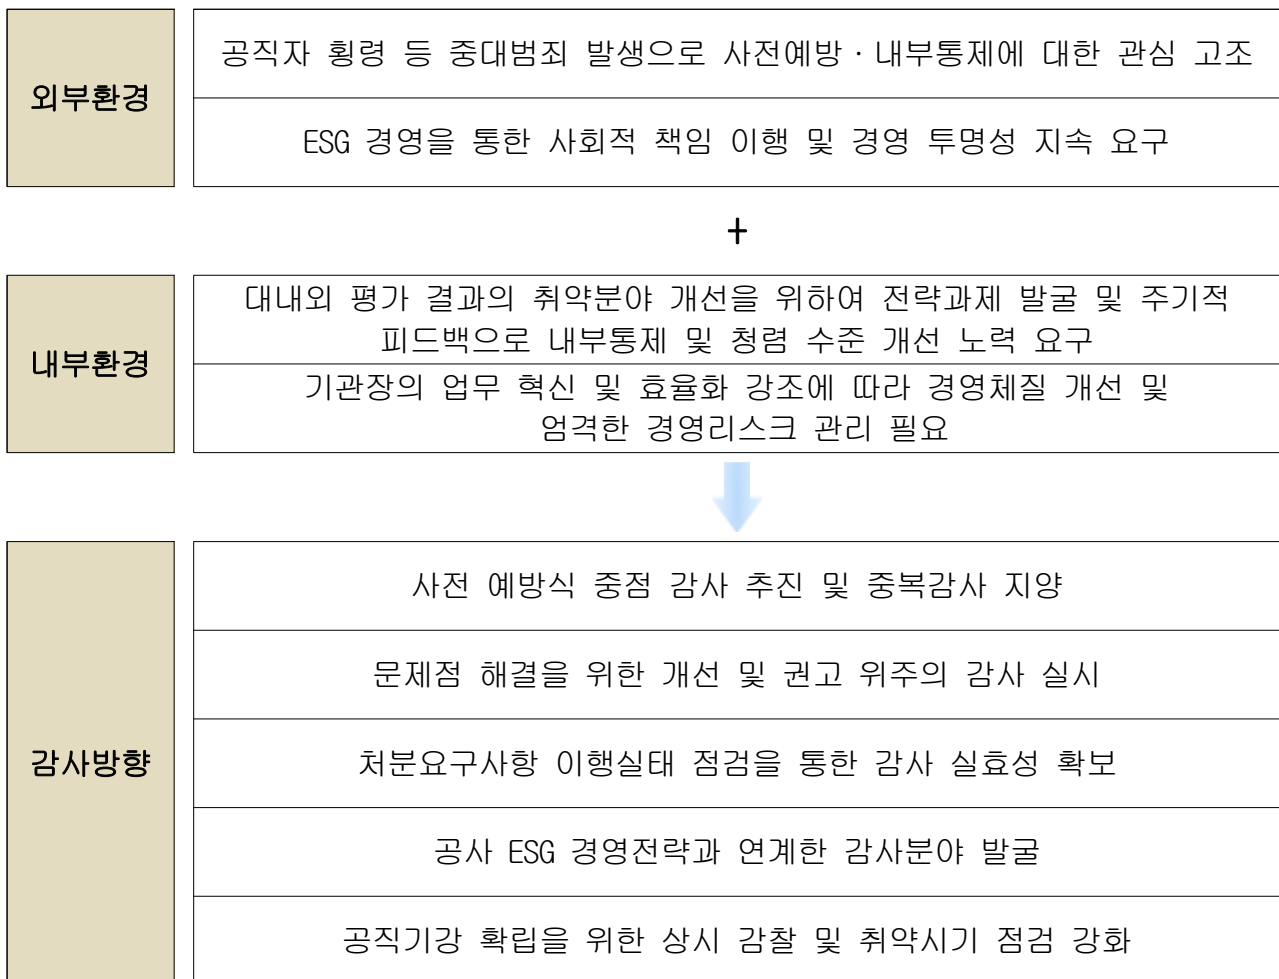 외부환경
공직자 횡령 등 중대범죄 발생으로 사전예방·내부통제에 대한 관심 고조
ESG 경영을 통한 사회적 책임 이행 및 경영 투명성 지속 요구
+
내부환경
대내외 평가 결과의 취약분야 개선을 위하여 전략과제 발굴 및 주기적
피드백으로 내부통제 및 청렴 수준 개선 노력 요구
기관장의 업무 혁신 및 효율화 강조에 따라 경영체질 개선 및
엄격한 경영리스크 관리 필요
감사방향
사전 예방식 중점 감사 추진 및 중복감사 지양
문제점 해결을 위한 개선 및 권고 위주의 감사 실시
처분요구사항 이행실태 점검을 통한 감사 실효성 확보
공사 ESG 경영전략과 연계한 감사분야 발굴
공직기강 확립을 위한 상시 감찰 및 취약시기 점검 강화